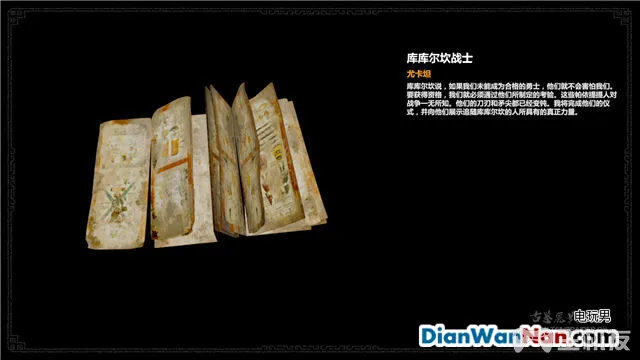 库库尔坎战士
尤卡坦
库库尔坎说，如果我们未能成为合格的勇士，他们就不会害怕我们。
要获得资格，我们就必须通过他们所制定的考验。这些帕依提提人对
战争一无所知。他们的刀刃和矛尖都已经变钝。我将完成他们的仪
式，并向他们展示追随库库尔坎的人所具有的真正力量。
电玩男
DianWanNan.com